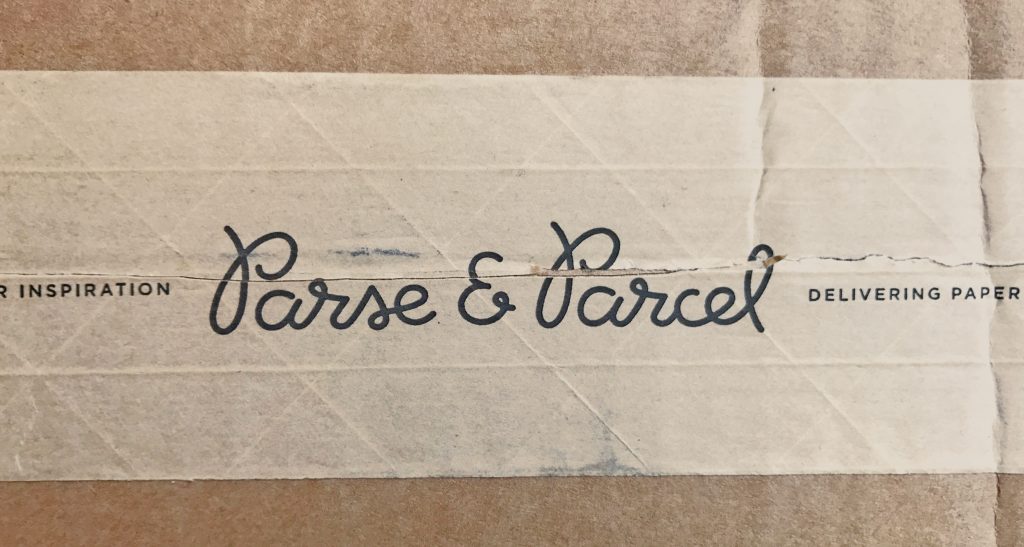 R INSPIRATION Parse & Parcel DELIVERING PAPER